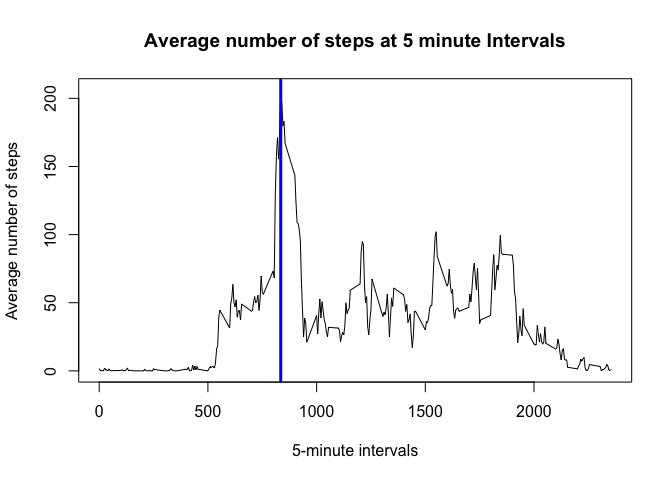 Average number of steps at 5 minute Intervals
Average number of steps
200
150
100
50
0
0 500 1000 1500 2000
5-minute intervals